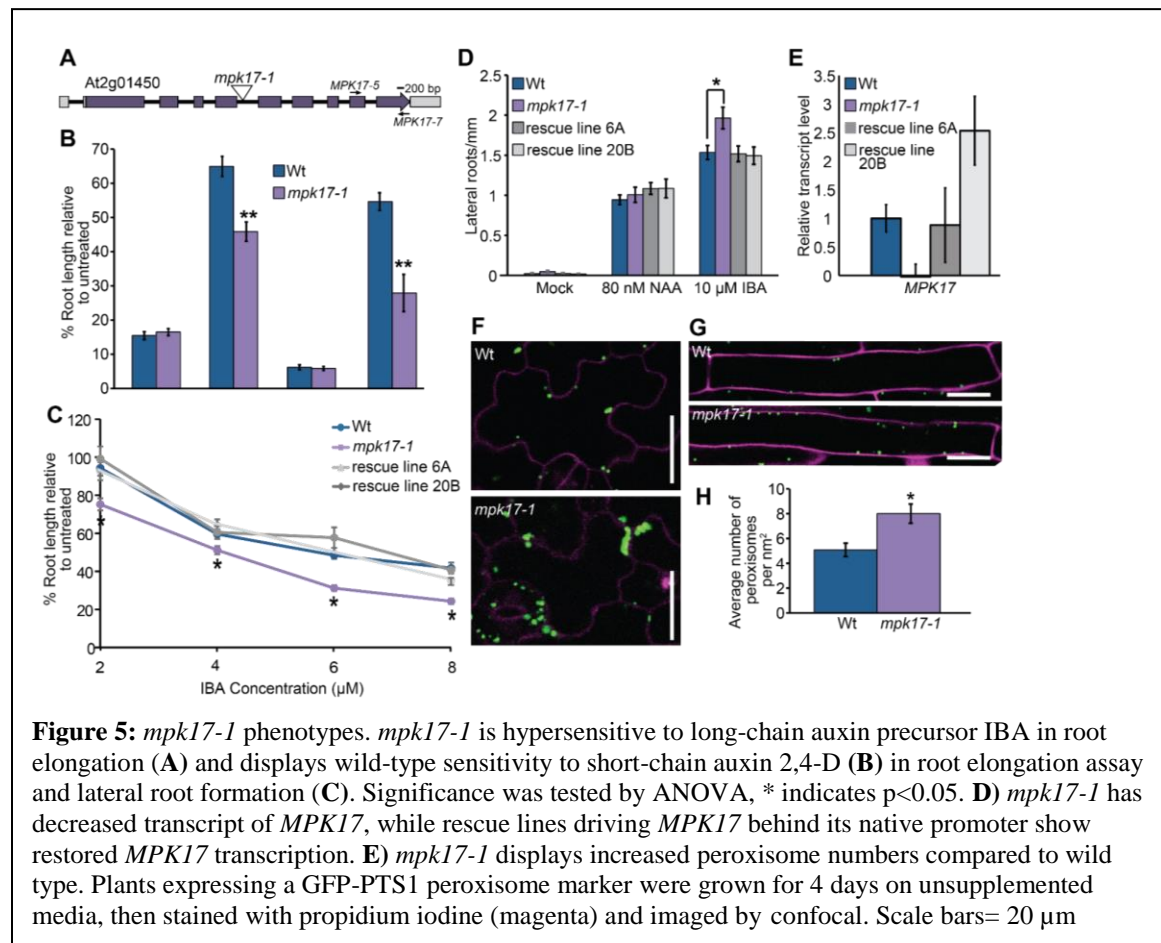 A
At2g01450
mpk17-1
MPK17-5
200 bp
MPK17-7
B
% Root length relative
to untreated
70
60
50
40
30
20
10
0
Wt
mpk17-1
**
**
C
% Root length relative
to untreated
120
100
80
60
40
20
0
Wt
mpk17-1
rescue line 6A
rescue line 20B
*
*
*
*
2
4
6
8
IBA Concentration (µM)
D
Lateral roots/mm
2.5
2
1.5
1
0.5
0
Wt
mpk17-1
rescue line 6A
rescue line 20B
*
Mock
80 nM NAA
10 µM IBA
E
Relative transcript level
3.5
3
2.5
2
1.5
1
0.5
0
Wt
mpk17-1
rescue line 6A
rescue line
20B
MPK17
F
Wt
mpk17-1
G
Wt
mpk17-1
H
Average number of
peroxisomes
per nm²
10
8
6
4
2
0
*
Wt
mpk17-1
Figure 5: mpk17-1 phenotypes. mpk17-1 is hypersensitive to long-chain auxin precursor IBA in root
elongation (A) and displays wild-type sensitivity to short-chain auxin 2,4-D (B) in root elongation assay
and lateral root formation (C). Significance was tested by ANOVA, * indicates p<0.05. D) mpk17-1 has
decreased transcript of MPK17, while rescue lines driving MPK17 behind its native promoter show
restored MPK17 transcription. E) mpk17-1 displays increased peroxisome numbers compared to wild
type. Plants expressing a GFP-PTS1 peroxisome marker were grown for 4 days on unsupplemented
media, then stained with propidium iodine (magenta) and imaged by confocal. Scale bars= 20 µm